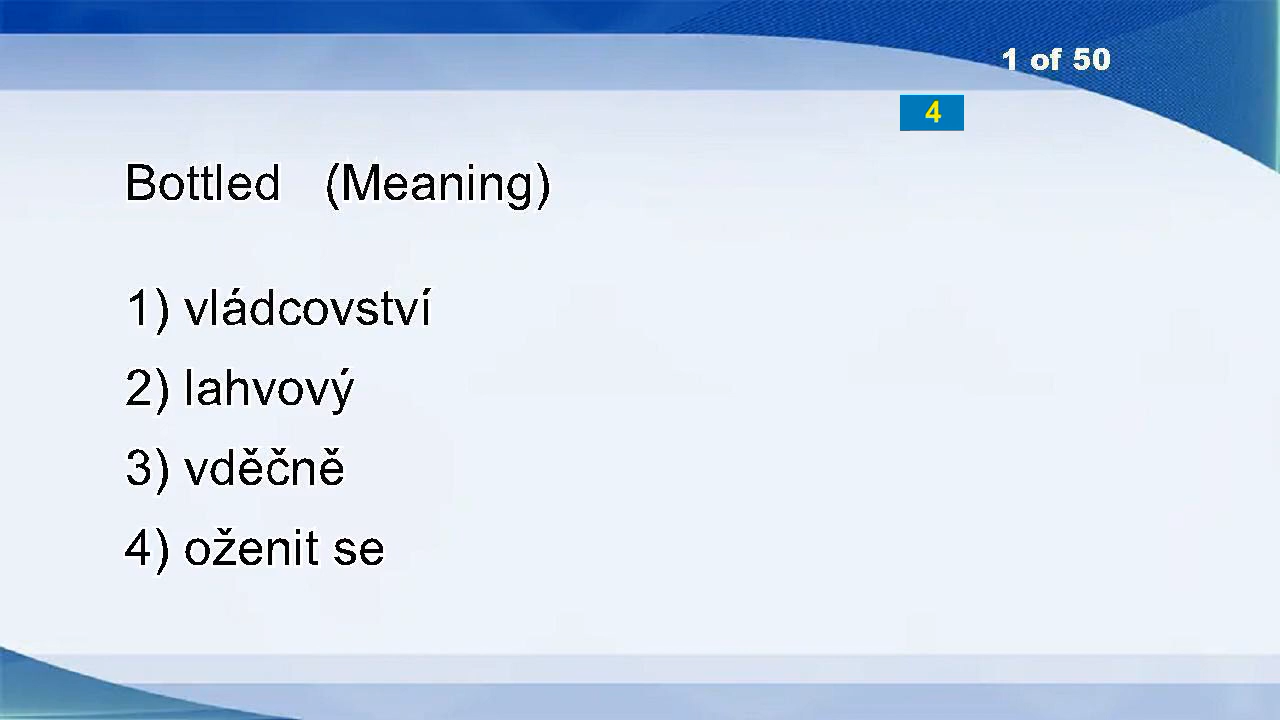 1 of 50
4
Bottled (Meaning)
1) vládcovství
2) lahvový
3) vděčně
4) oženit se